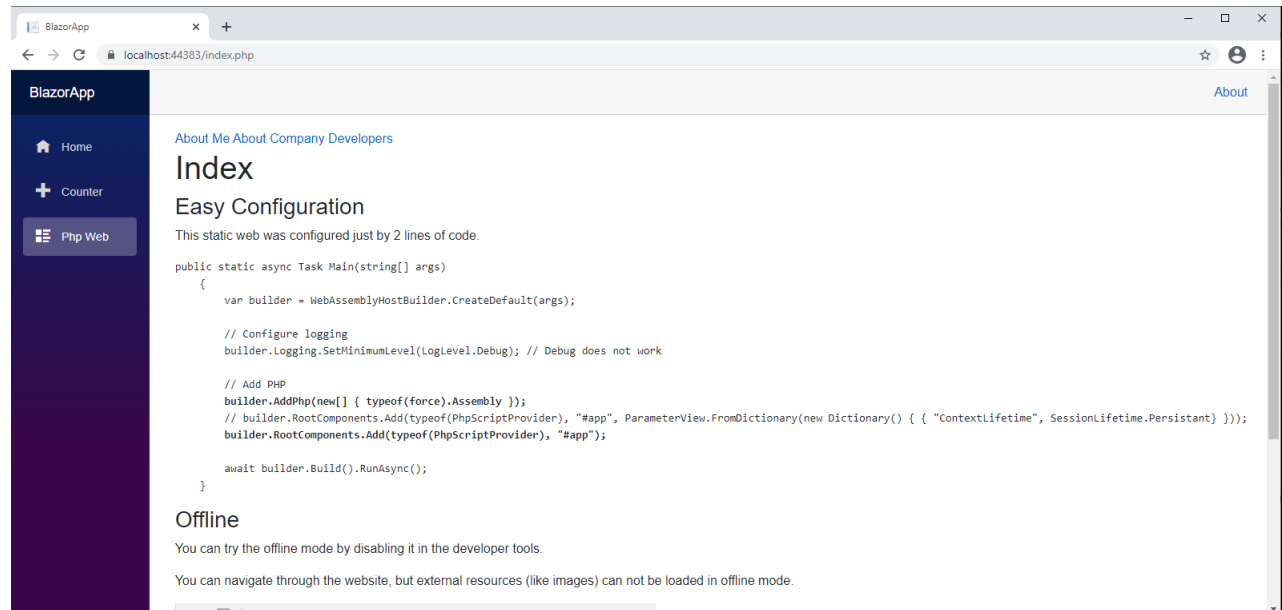 BlazorApp
localhost:44383/index.php
BlazorApp
About
Home
Counter
Php Web
About Me About Company Developers
Index
Easy Configuration
This static web was configured just by 2 lines of code.
public static async Task Main(string[] args)
{
var builder = WebAssemblyHostBuilder.CreateDefault(args);
// Configure logging
builder.Logging.SetMinimumLevel(LogLevel.Debug); // Debug does not work
// Add PHP
builder.AddPhp(new[] { typeof(force).Assembly });
// builder.RootComponents.Add(typeof(PhpScriptProvider), "#app", ParameterView.FromDictionary(new Dictionary() { { "ContextLifetime", SessionLifetime.Persistant} }));
builder.RootComponents.Add(typeof(PhpScriptProvider), "#app");
await builder.Build().RunAsync();
}
Offline
You can try the offline mode by disabling it in the developer tools.
You can navigate through the website, but external resources (like images) can not be loaded in offline mode.